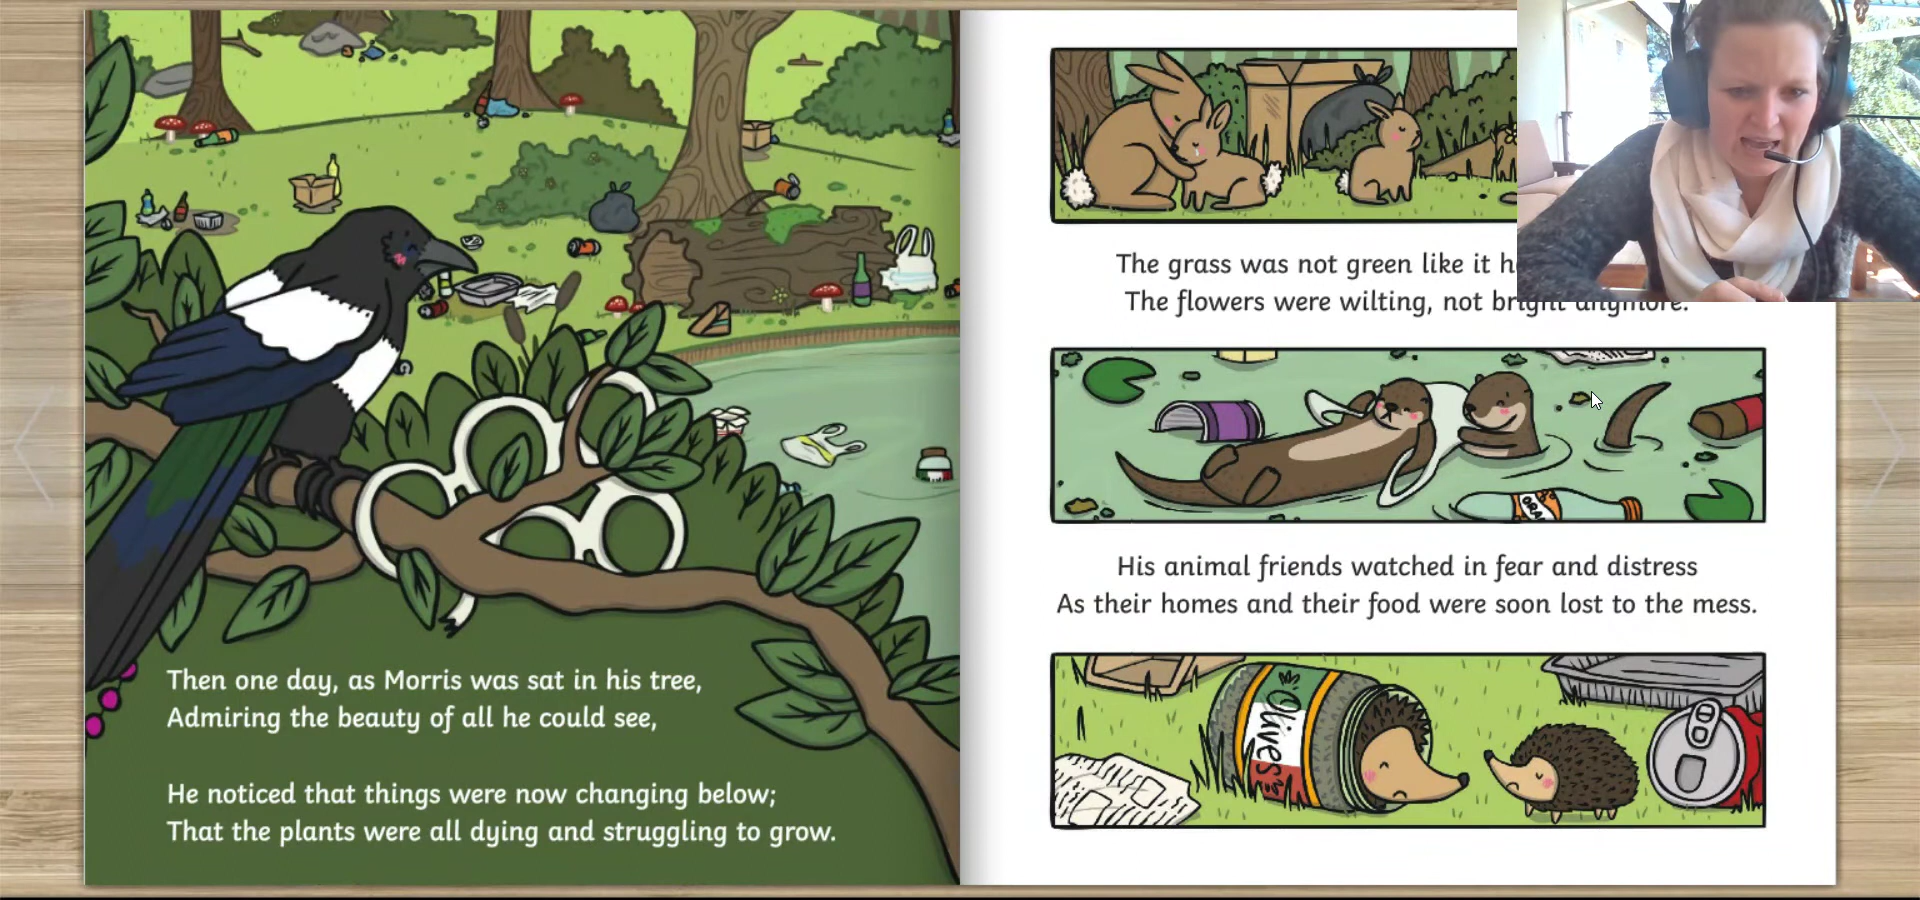 Then one day, as Morris was sat in his tree,
Admiring the beauty of all he could see,
He noticed that things were now changing below;
That the plants were all dying and struggling to grow.
The grass was not green like it
The flowers were wilting, not bright anymore.
His animal friends watched in fear and distress
As their homes and their food were soon lost to the mess.
Olives